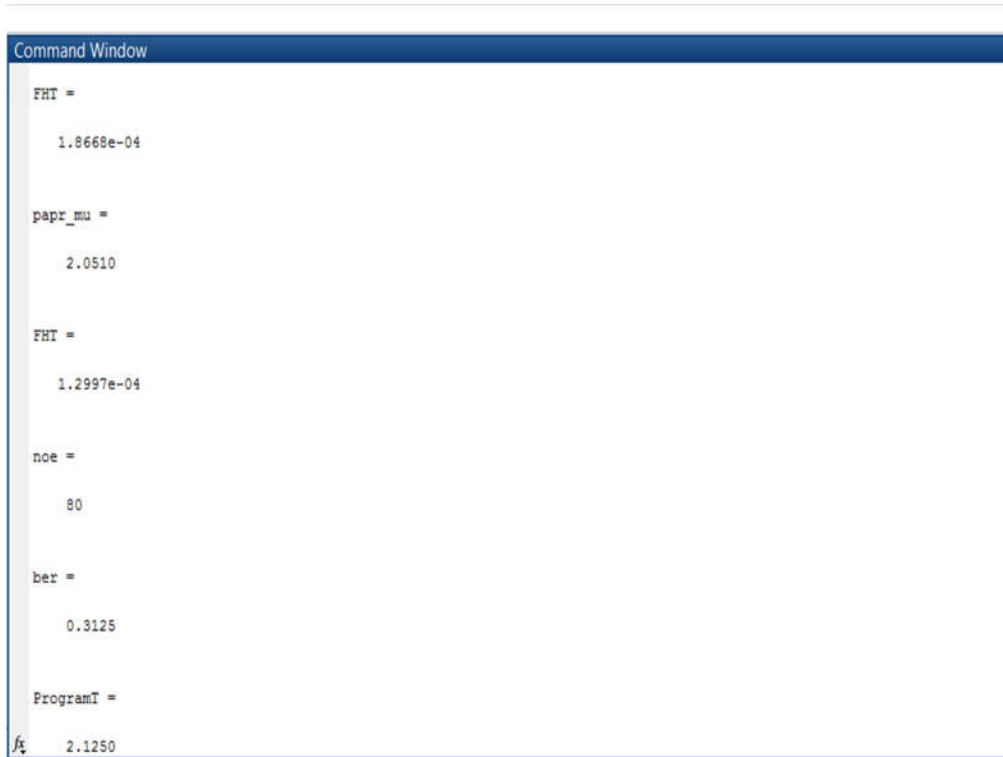 Command Window
FHT =
1.8668e-04
papr_mu =
2.0510
FHT =
1.2997e-04
noe =
80
ber =
0.3125
ProgramT =
fx 2.1250